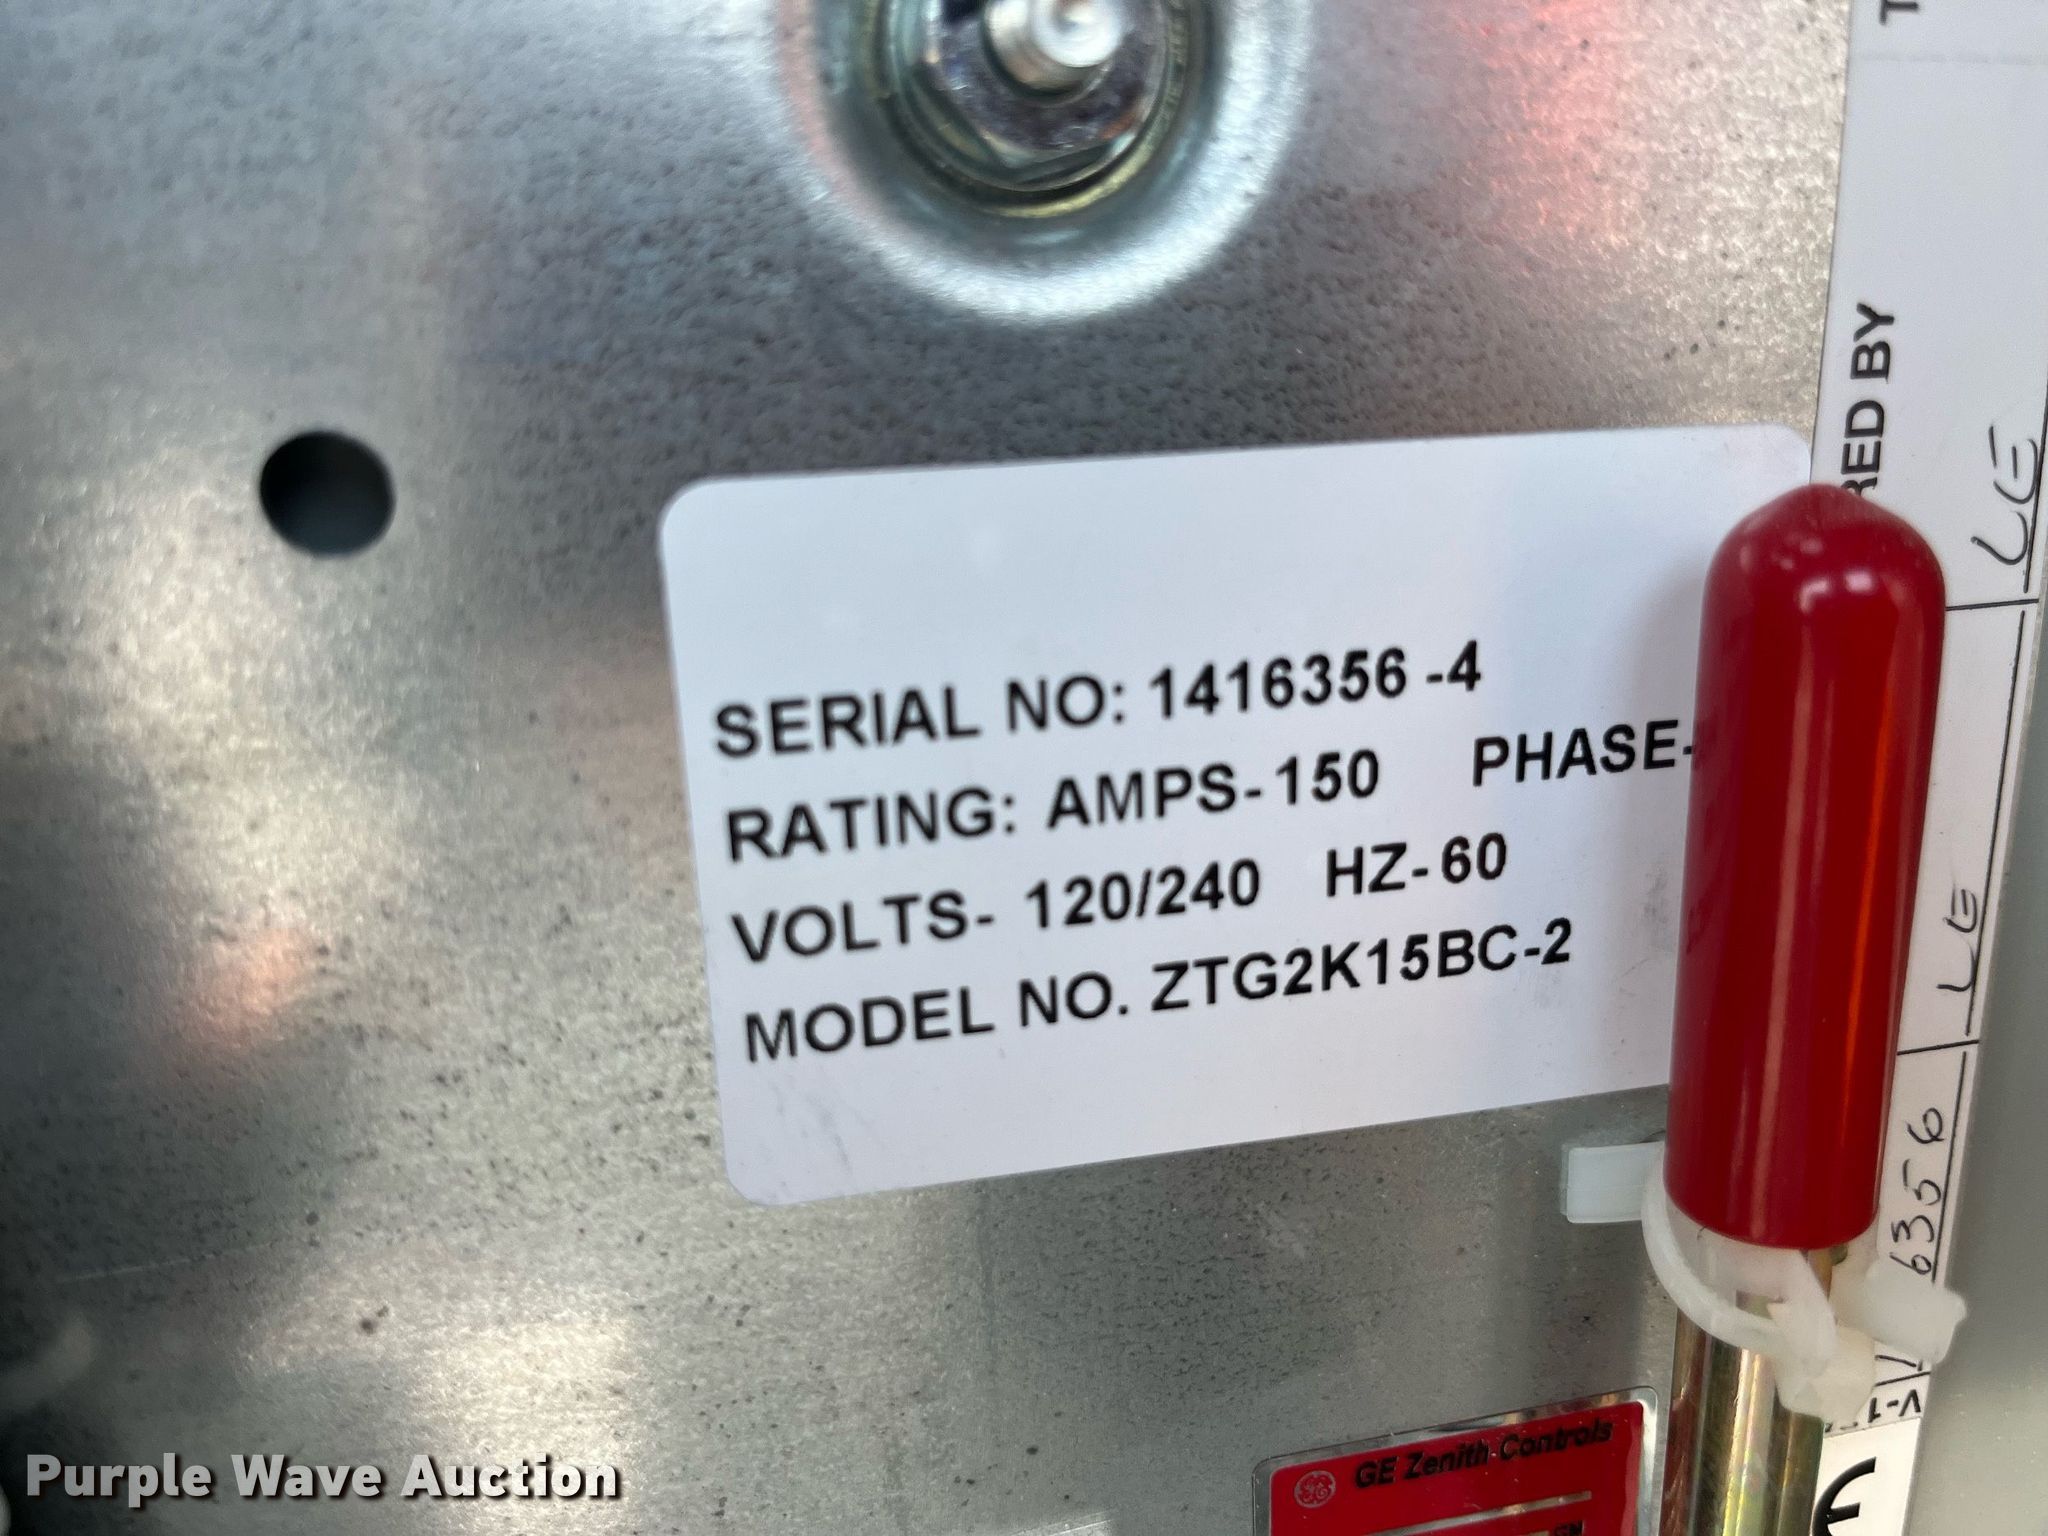 SERIAL NO: 1416356 -4
RATING: AMPS-150 PHASE-
VOLTS- 120/240 HZ-60
MODEL NO. ZTG2K15BC-2
RED BY
LE
LE
6356
V-1
GE Zenith Controls
Purple Wave Auction